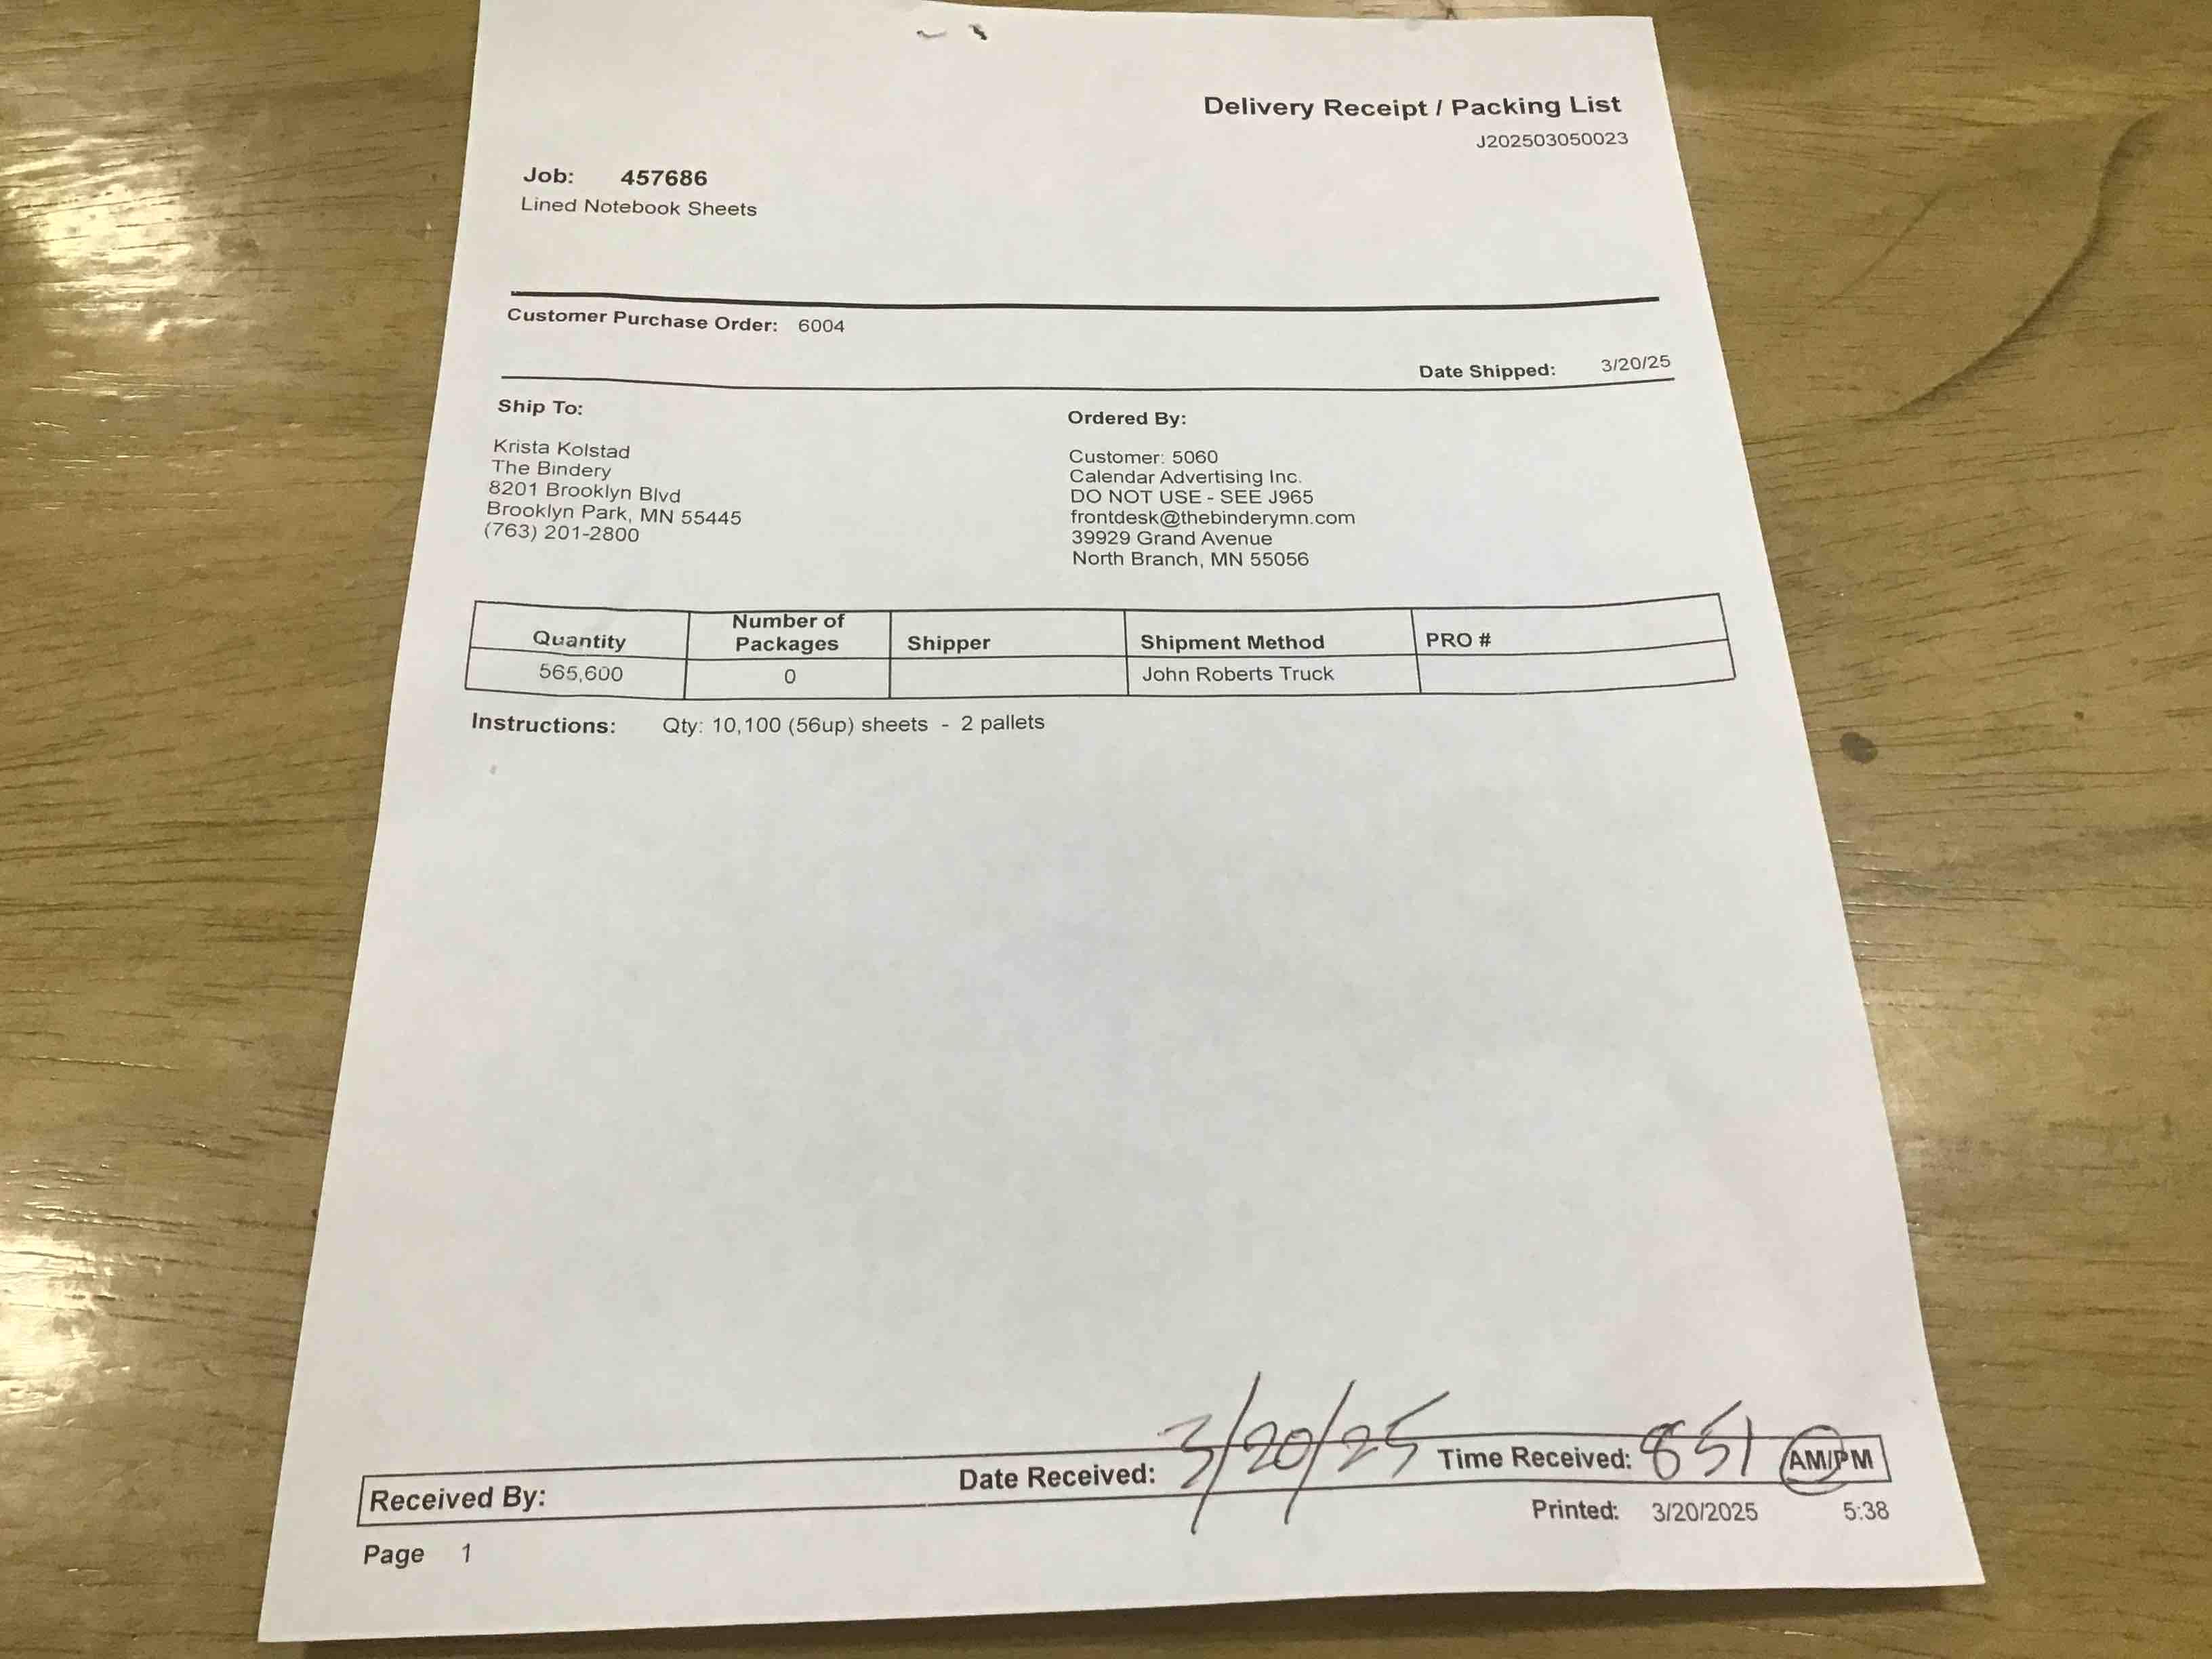 Delivery Receipt / Packing List
J202503050023
Job: 457686
Lined Notebook Sheets
Customer Purchase Order: 6004
Date Shipped: 3/20/25
Ship To:
Krista Kolstad
The Bindery
8201 Brooklyn Blvd
Brooklyn Park, MN 55445
(763) 201-2800
Ordered By:
Customer: 5060
Calendar Advertising Inc.
DO NOT USE - SEE J965
frontdesk@thebinderymn.com
39929 Grand Avenue
North Branch, MN 55056
Quantity Number of Packages Shipper Shipment Method PRO #
565,600 0 John Roberts Truck
Instructions: Qty: 10,100 (56up) sheets - 2 pallets
Received By: Date Received: 3/20/25 Time Received: 851 AM/PM
Printed: 3/20/2025 5:38
Page 1